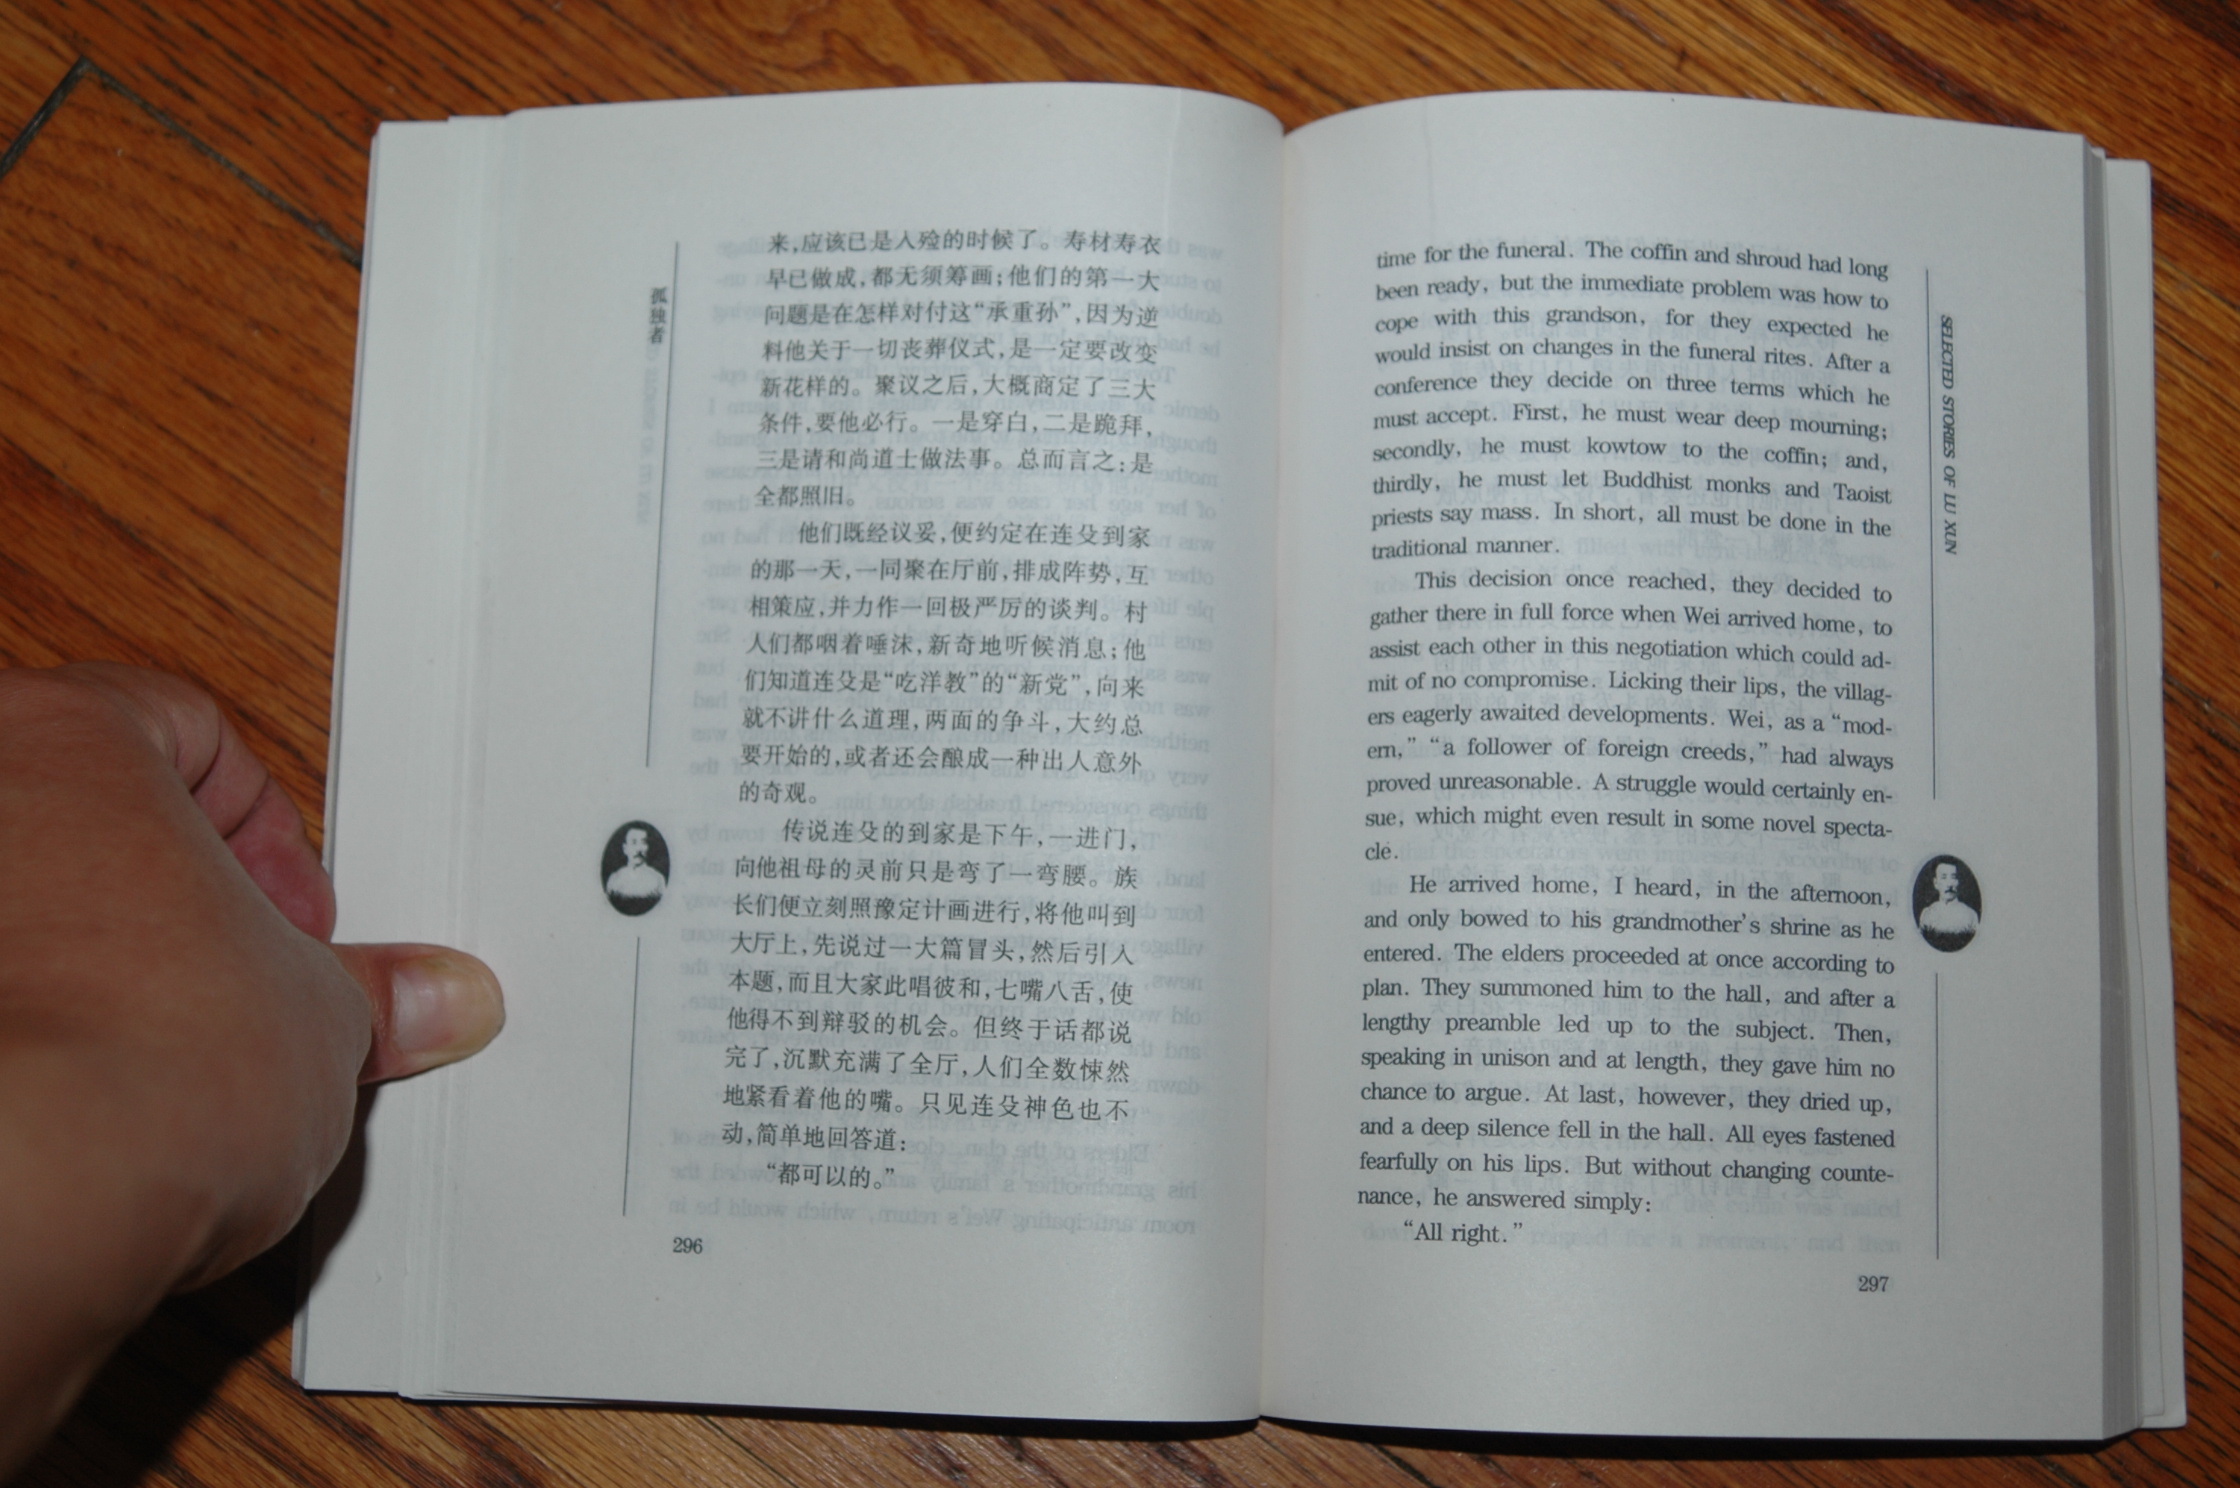 孤独者
来,应该已是入殓的时候了。寿材寿衣
早已做成,都无须筹画;他们的第一大
问题是在怎样对付这“承重孙”,因为逆
料他关于一切丧葬仪式,是一定要改变
新花样的。聚议之后,大概商定了三大
条件,要他必行。一是穿白,二是跪拜,
三是请和尚道士做法事。总而言之:是
全都照旧。
他们既经议妥,便约定在连殳到家
的那一天,一同聚在厅前,排成阵势,互
相策应,并力作一回极严厉的谈判。村
人们都咽着唾沫,新奇地听候消息;他
们知道连殳是“吃洋教”的“新党”,向来
就不讲什么道理,两面的争斗,大约总
要开始的,或者还会酿成一种出人意外
的奇观。
传说连殳的到家是下午,一进门,
向他祖母的灵前只是弯了一弯腰。族
长们便立刻照豫定计画进行,将他叫到
大厅上,先说过一大篇冒头,然后引入
本题,而且大家此唱彼和,七嘴八舌,使
他得不到辩驳的机会。但终于话都说
完了,沉默充满了全厅,人们全数悚然
地紧看着他的嘴。只见连殳神色也不
动,简单地回答道:
“都可以的。”
296
time for the funeral. The coffin and shroud had long
been ready, but the immediate problem was how to
cope with this grandson, for they expected he
would insist on changes in the funeral rites. After a
conference they decide on three terms which he
must accept. First, he must wear deep mourning;
secondly, he must kowtow to the coffin; and,
thirdly, he must let Buddhist monks and Taoist
priests say mass. In short, all must be done in the
traditional manner.
This decision once reached, they decided to
gather there in full force when Wei arrived home, to
assist each other in this negotiation which could ad-
mit of no compromise. Licking their lips, the villag-
ers eagerly awaited developments. Wei, as a “mod-
ern,” “a follower of foreign creeds,” had always
proved unreasonable. A struggle would certainly en-
sue, which might even result in some novel specta-
cle.
He arrived home, I heard, in the afternoon,
and only bowed to his grandmother's shrine as he
entered. The elders proceeded at once according to
plan. They summoned him to the hall, and after a
lengthy preamble led up to the subject. Then,
speaking in unison and at length, they gave him no
chance to argue. At last, however, they dried up,
and a deep silence fell in the hall. All eyes fastened
fearfully on his lips. But without changing counte-
nance, he answered simply:
“All right.”
SELECTED STORIES OF LU XUN
297